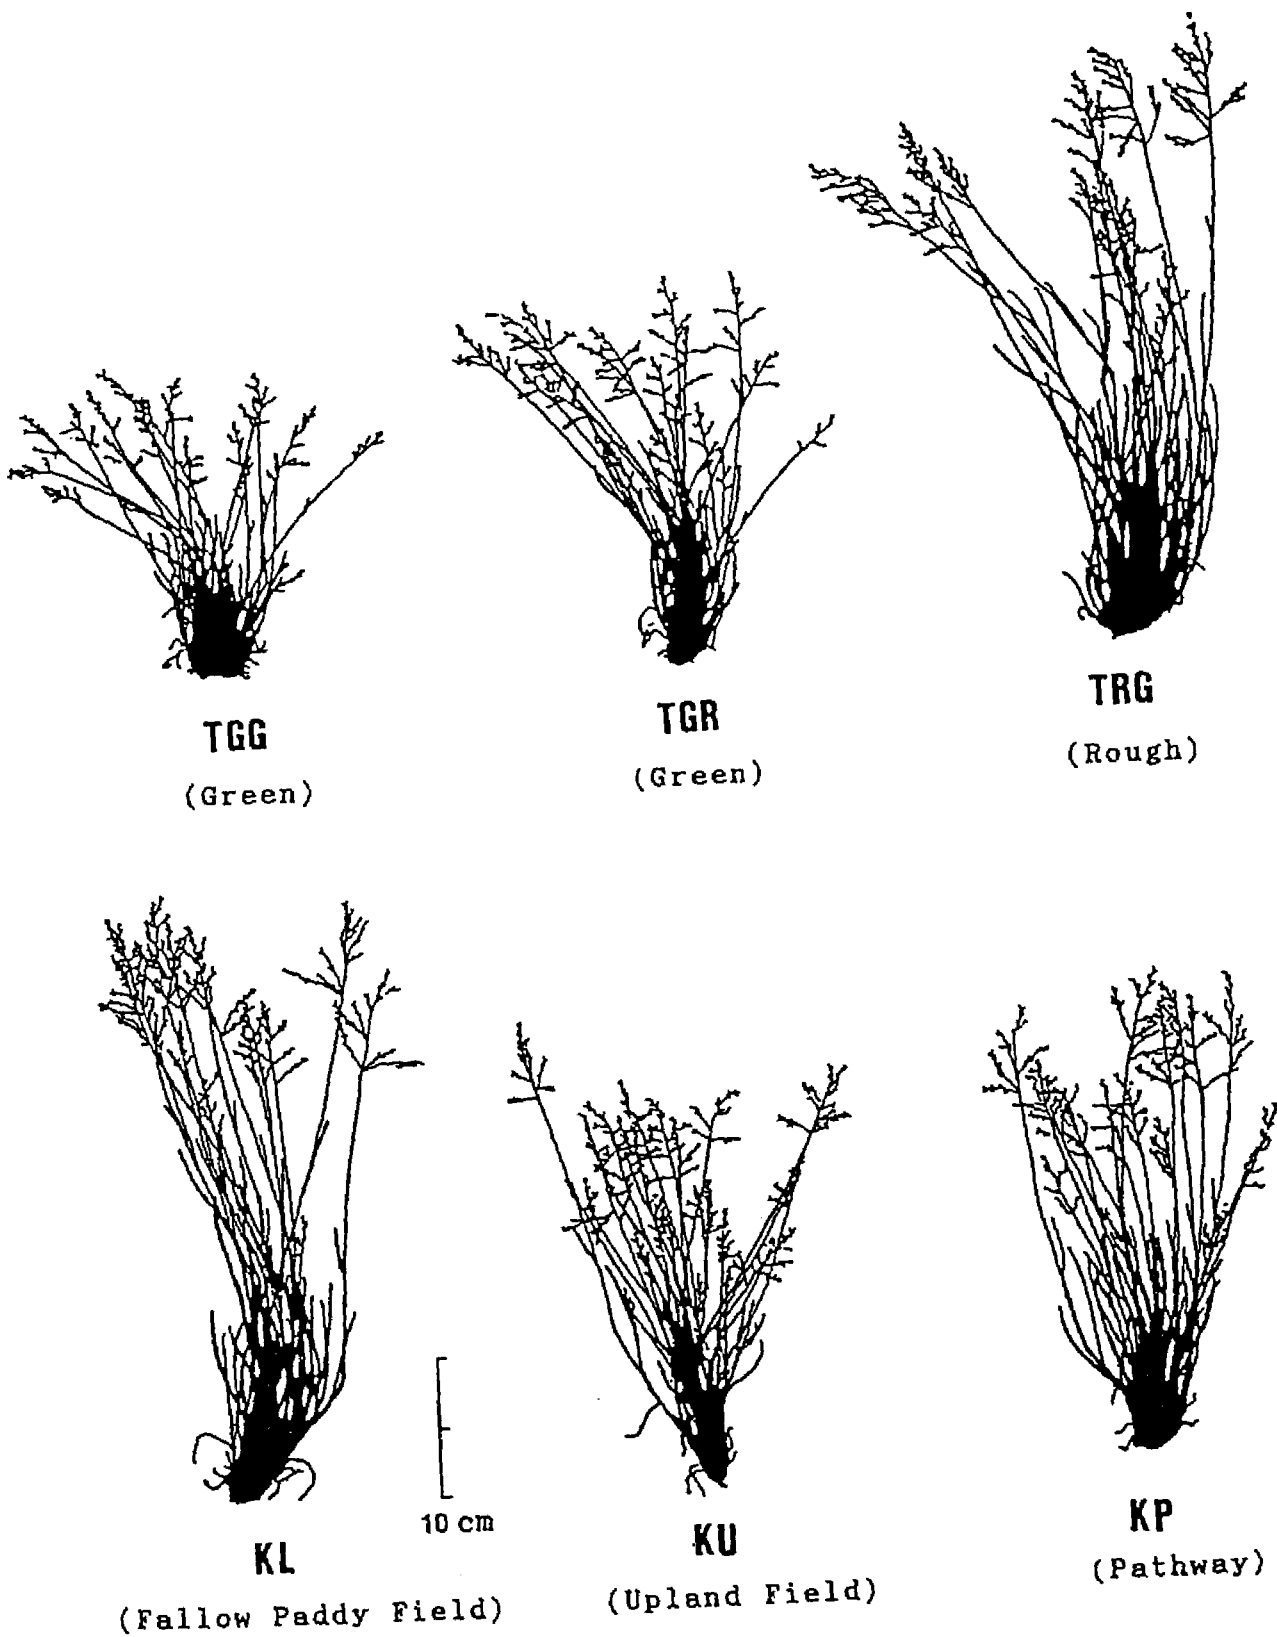 TGG
(Green)
TGR
(Green)
TRG
(Rough)
10 cm
KL
(Fallow Paddy Field)
KU
(Upland Field)
KP
(Pathway)